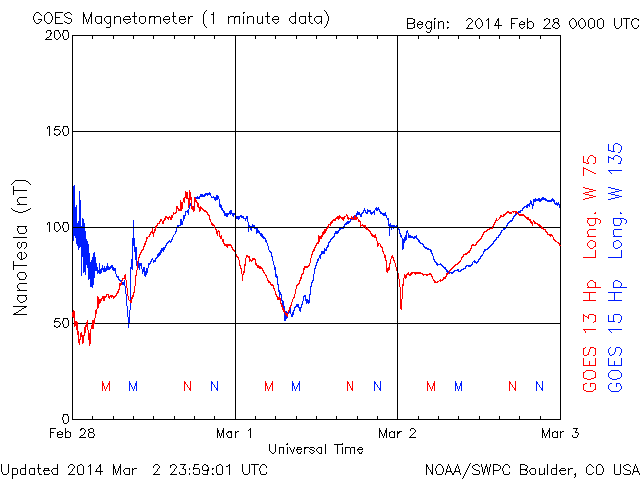 GOES Magnetometer (1 minute data)
Begin: 2014 Feb 28 0000 UTC
200
150
100
50
0
NanoTesla (nT)
M M N N M M N N M M N N
Feb 28 Mar 1 Mar 2 Mar 3
Universal Time
GOES 13 Hp Long. W 75
GOES 15 Hp Long. W 135
Updated 2014 Mar 2 23:59:01 UTC
NOAA/SWPC Boulder, CO USA